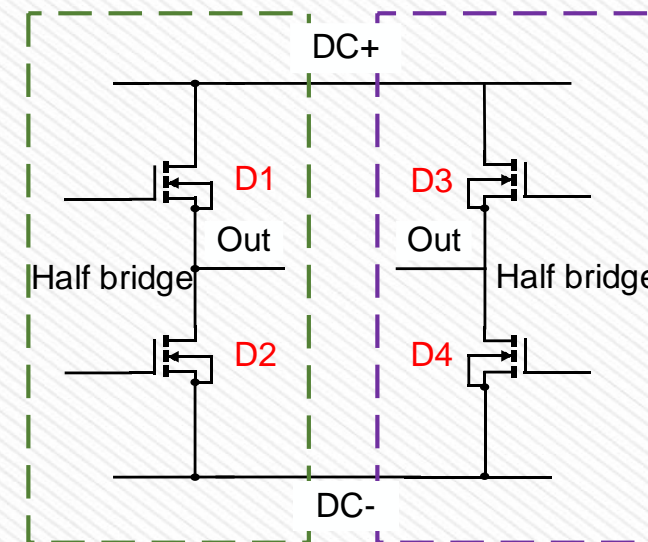 DC+
D1
D3
Out
Out
Half bridge
Half bridge
D2
D4
DC-